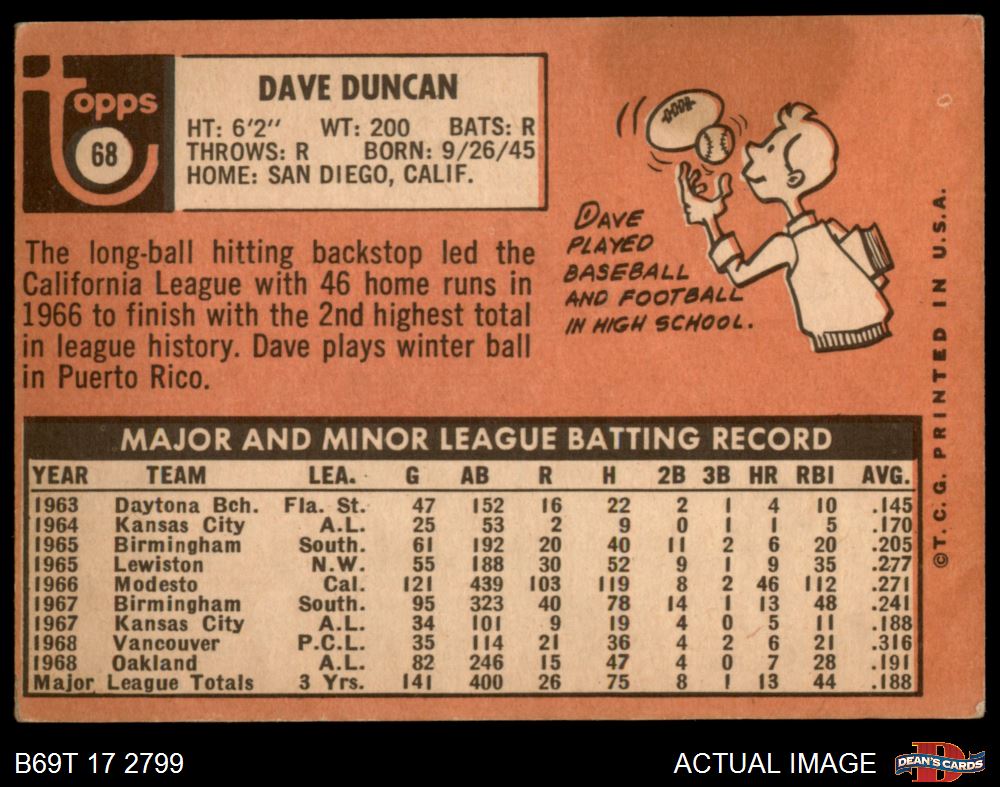 Topps
68
DAVE DUNCAN
HT: 6'2" WT: 200 BATS: R
THROWS: R BORN: 9/26/45
HOME: SAN DIEGO, CALIF.
The long-ball hitting backstop led the
California League with 46 home runs in
1966 to finish with the 2nd highest total
in league history. Dave plays winter ball
in Puerto Rico.
DAVE
PLAYED
BASEBALL
AND FOOTBALL
IN HIGH SCHOOL.
MAJOR AND MINOR LEAGUE BATTING RECORD
YEAR TEAM LEA. G AB R H 2B 3B HR RBI AVG.
1963 Daytona Bch. Fla. St. 47 152 16 22 2 1 4 10 .145
1964 Kansas City A.L. 25 53 2 9 0 1 1 5 .170
1965 Birmingham South. 61 192 20 40 11 2 6 20 .205
1965 Lewiston N.W. 55 188 30 52 9 1 9 35 .277
1966 Modesto Cal. 121 439 103 119 8 2 46 112 .271
1967 Birmingham South. 95 323 40 78 14 1 13 48 .241
1967 Kansas City A.L. 34 101 9 19 4 0 5 11 .188
1968 Vancouver P.C.L. 35 114 21 36 4 2 6 21 .316
1968 Oakland A.L. 82 246 15 47 4 0 7 28 .191
Major League Totals 3 Yrs. 141 400 26 75 8 1 13 44 .188
©T.C.G. PRINTED IN U.S.A.
B69T 17 2799
ACTUAL IMAGE
D
DEAN'S CARDS